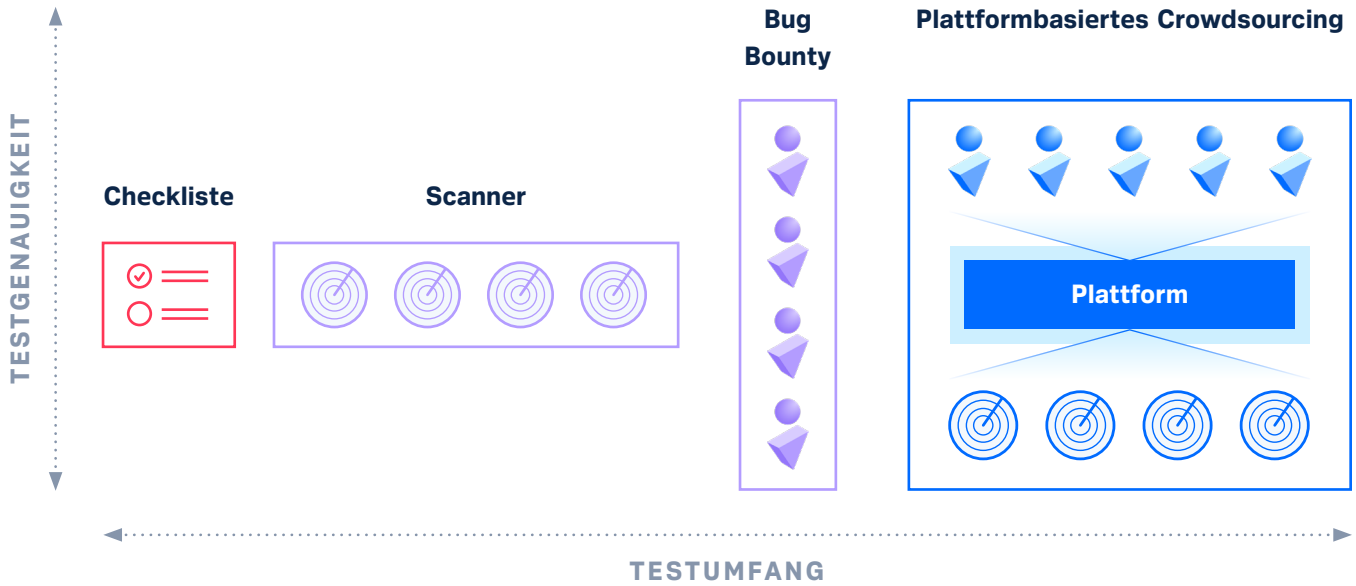 Bug
Bounty
Plattformbasiertes Crowdsourcing
Checkliste
Scanner
Plattform
TESTGENAUIGKEIT
TESTUMFANG